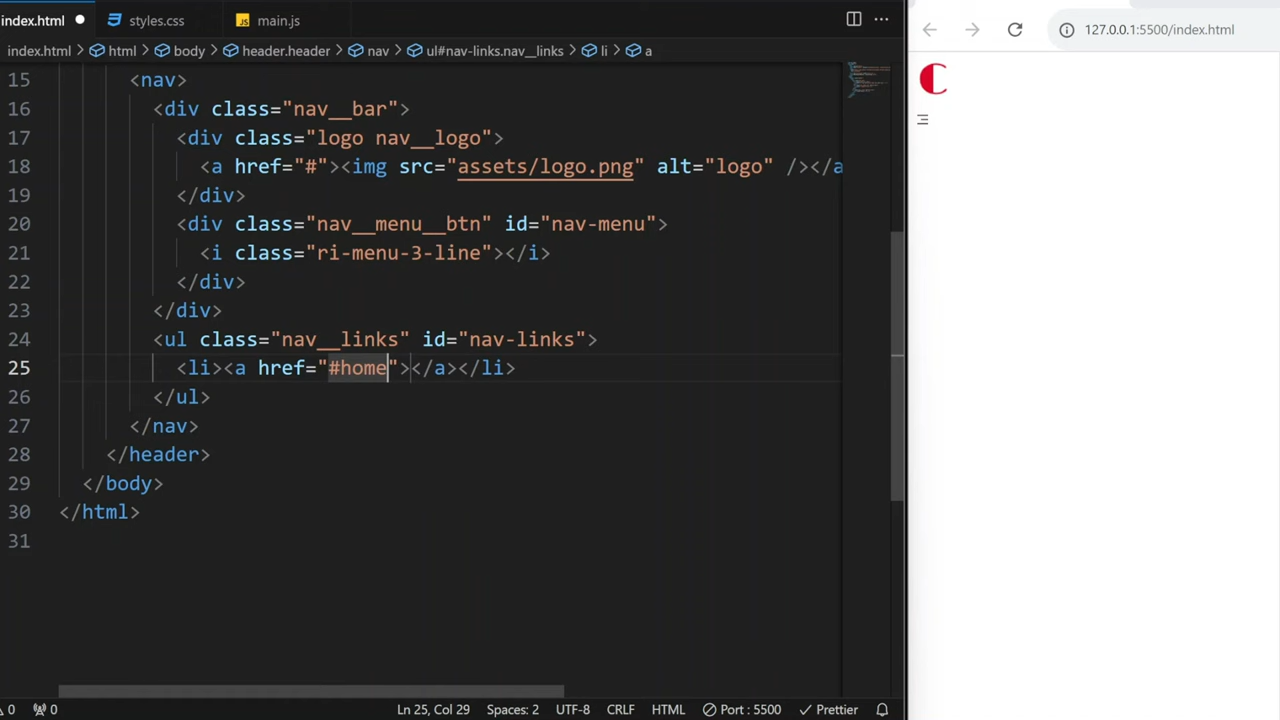 index.html
styles.css
main.js
index.html > html > body > header.header > nav > ul#nav-links.nav__links > li > a
127.0.0.1:5500/index.html
15 <nav>
16 <div class="nav__bar">
17 <div class="logo nav__logo">
18 <a href="#"><img src="assets/logo.png" alt="logo" /></a
19 </div>
20 <div class="nav__menu__btn" id="nav-menu">
21 <i class="ri-menu-3-line"></i>
22 </div>
23 </div>
24 <ul class="nav__links" id="nav-links">
25 <li><a href="#home"></a></li>
26 </ul>
27 </nav>
28 </header>
29 </body>
30 </html>
31
0 0 Ln 25, Col 29 Spaces: 2 UTF-8 CRLF HTML Port : 5500 Prettier